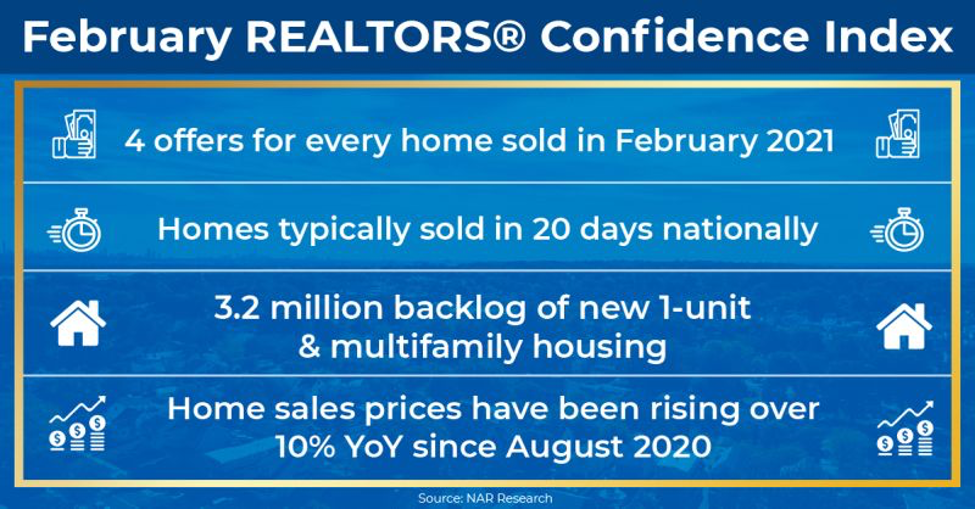 February REALTORS® Confidence Index
4 offers for every home sold in February 2021
Homes typically sold in 20 days nationally
3.2 million backlog of new 1-unit
& multifamily housing
Home sales prices have been rising over
10% YoY since August 2020
Source: NAR Research